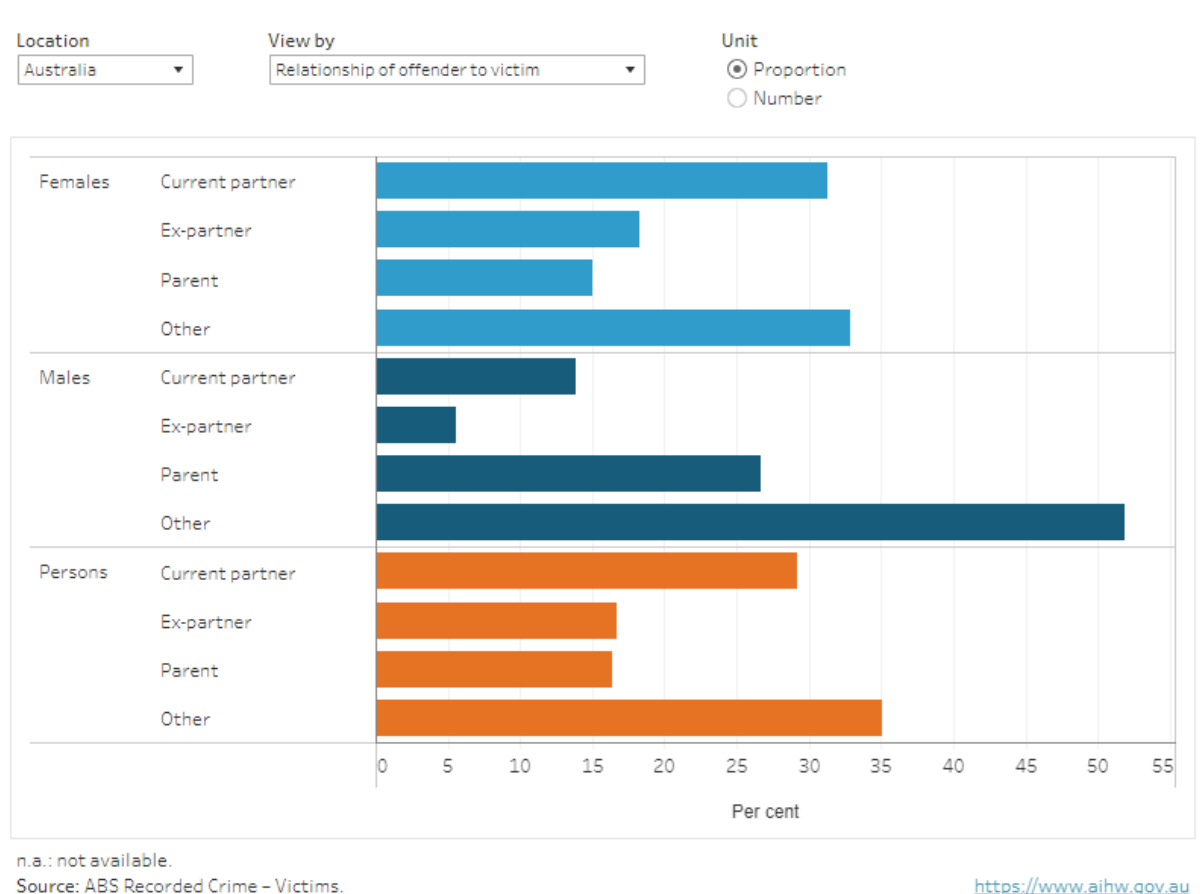 Location View by Unit
Australia Relationship of offender to victim Proportion
Number
Females Current partner
Ex-partner
Parent
Other
Males Current partner
Ex-partner
Parent
Other
Persons Current partner
Ex-partner
Parent
Other
0 5 10 15 20 25 30 35 40 45 50 55
Per cent
n.a.: not available.
Source: ABS Recorded Crime – Victims. https://www.aihw.gov.au